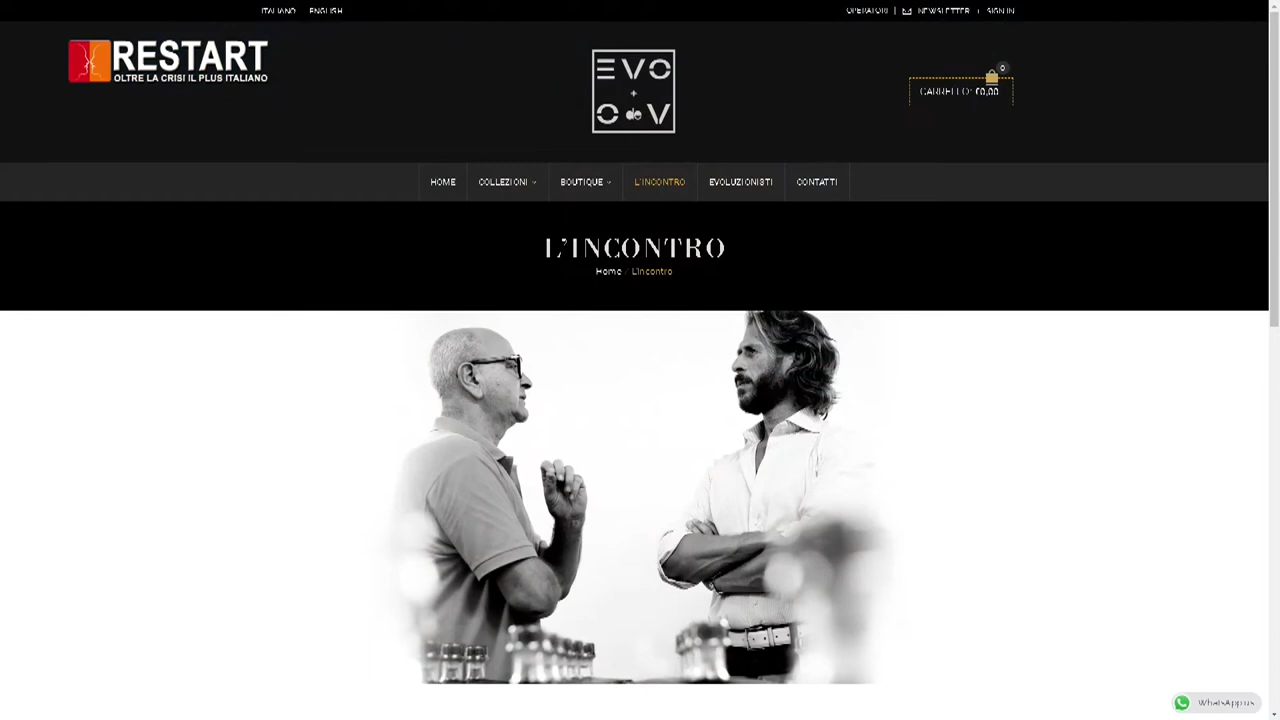 ITALIANO ENGLISH
OPERATORI | NEWSLETTER | SIGN IN
RESTART
OLTRE LA CRISI IL PLUS ITALIANO
EVO
+
O de V
0
CARRELLO: €0,00
HOME COLLEZIONI BOUTIQUE L'INCONTRO EVOLUZIONISTI CONTATTI
L'INCONTRO
Home / L'incontro
WhatsApp us